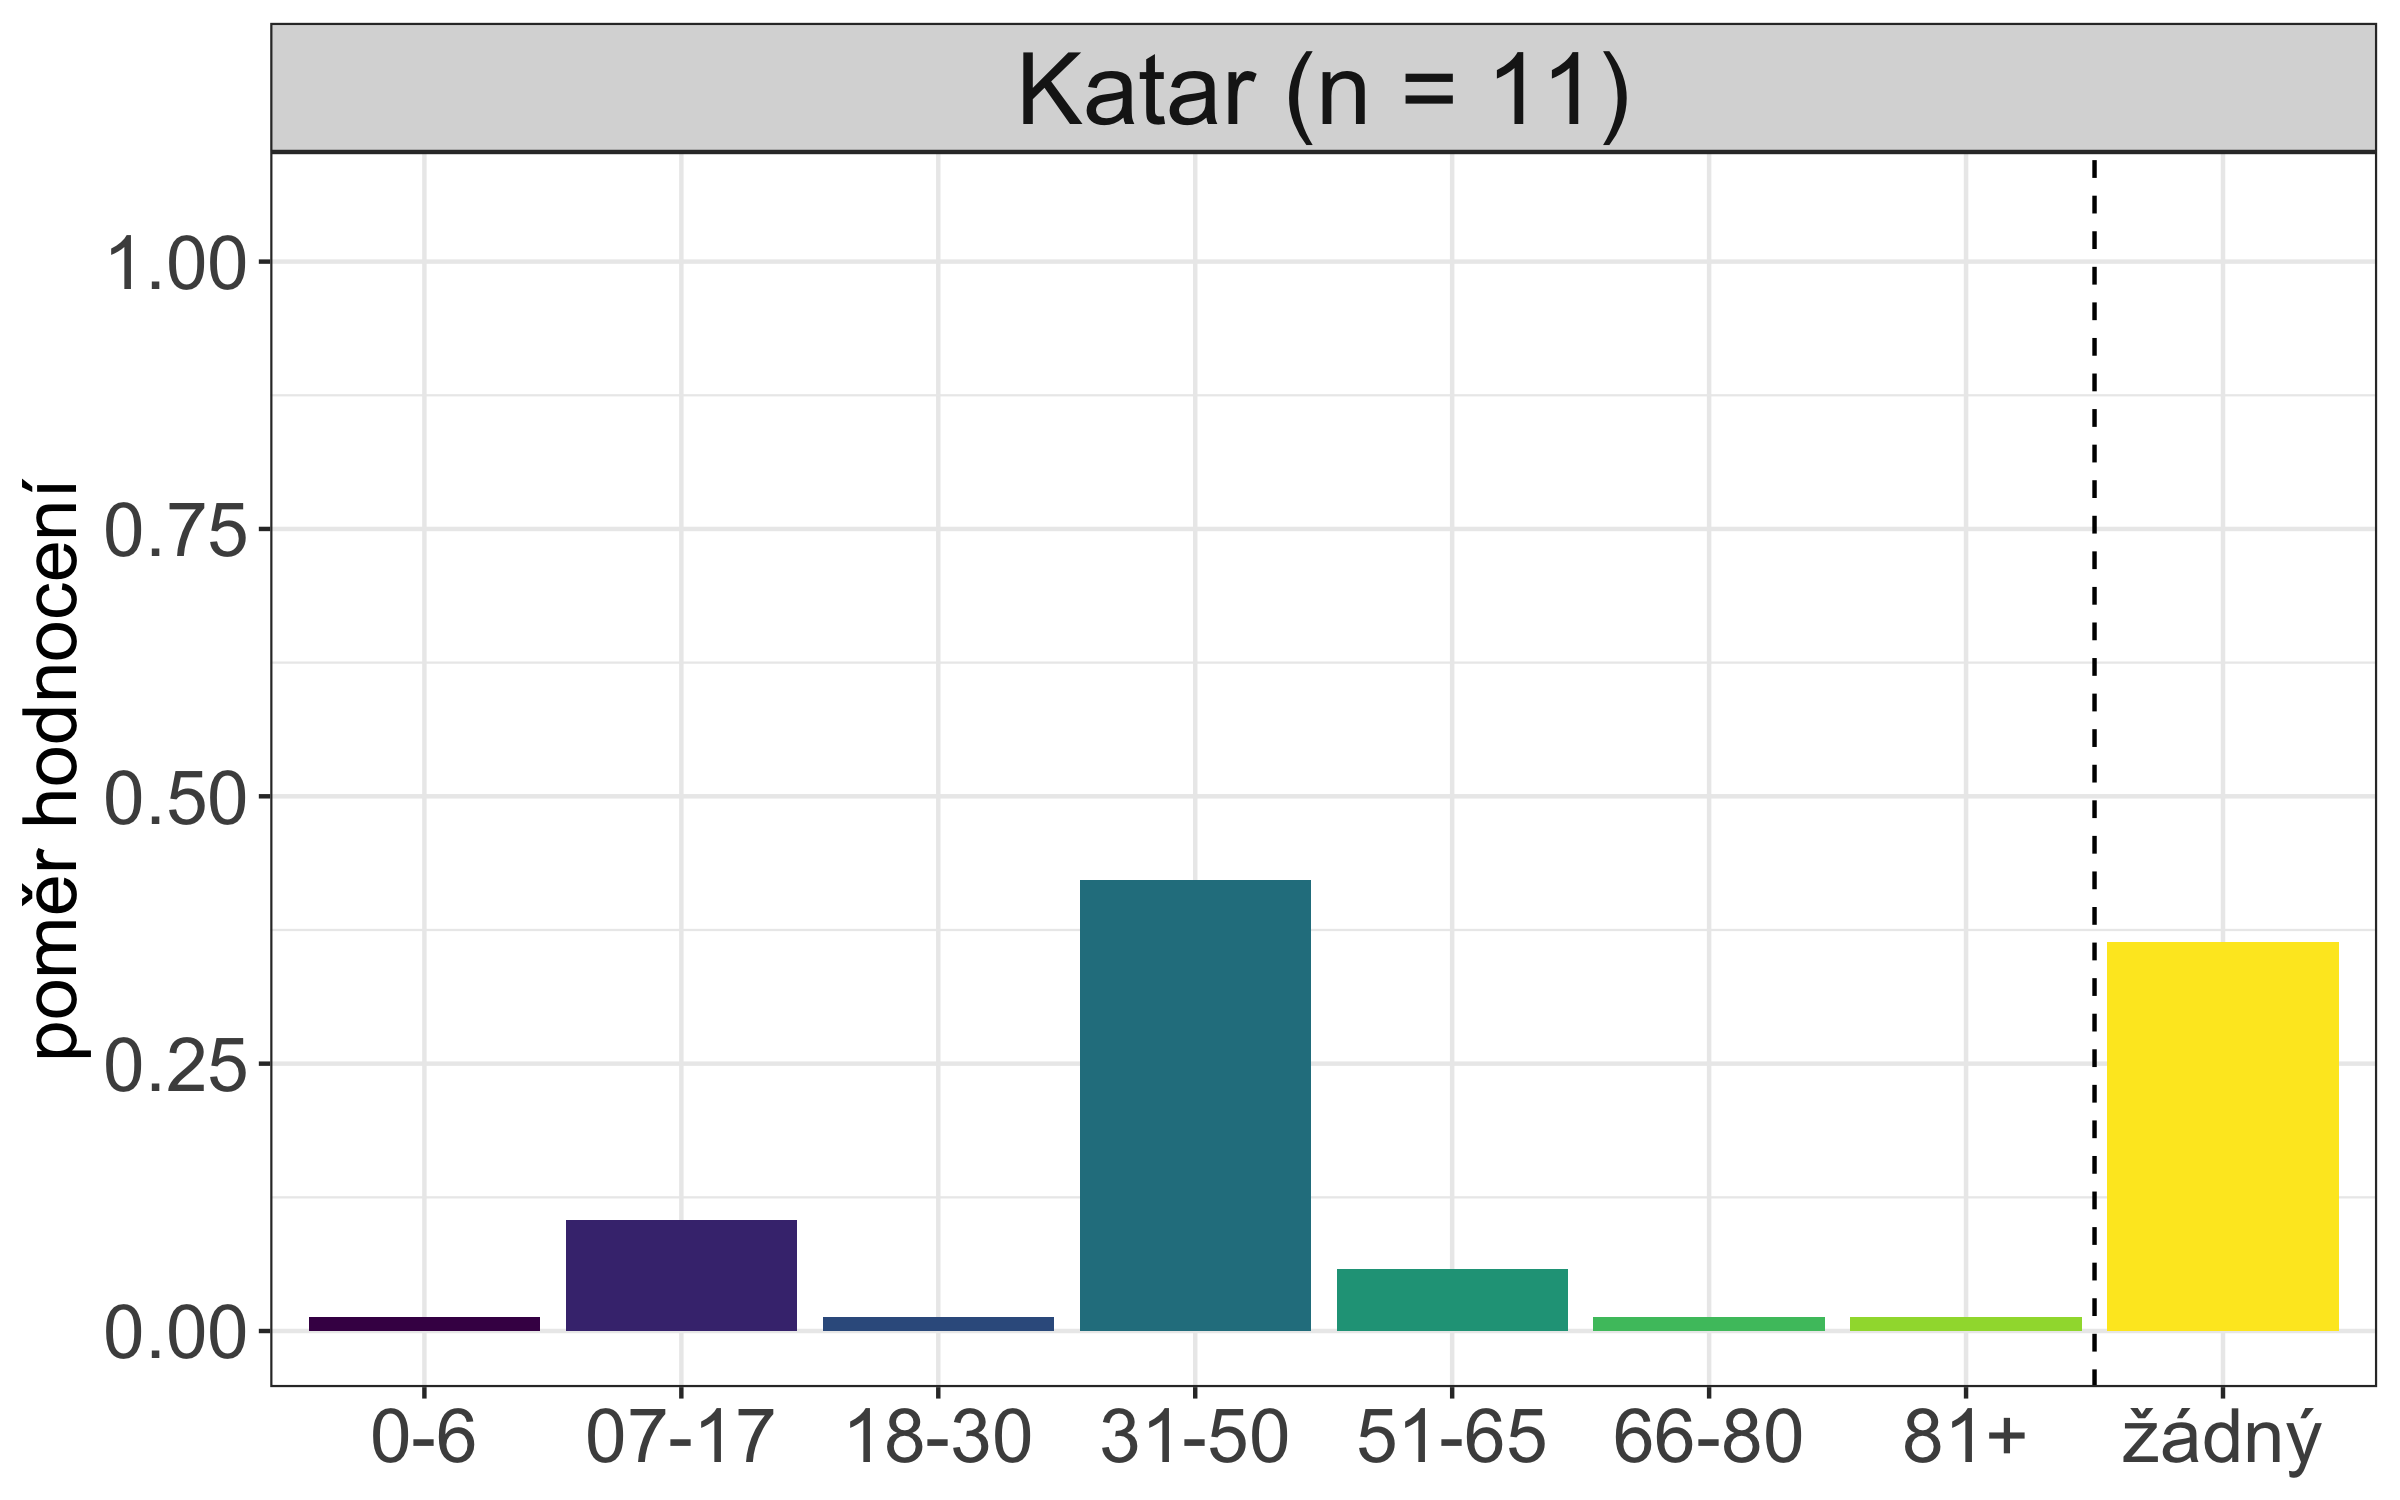 Katar (n = 11)
poměr hodnocení
1.00
0.75
0.50
0.25
0.00
0-6 07-17 18-30 31-50 51-65 66-80 81+ žádný